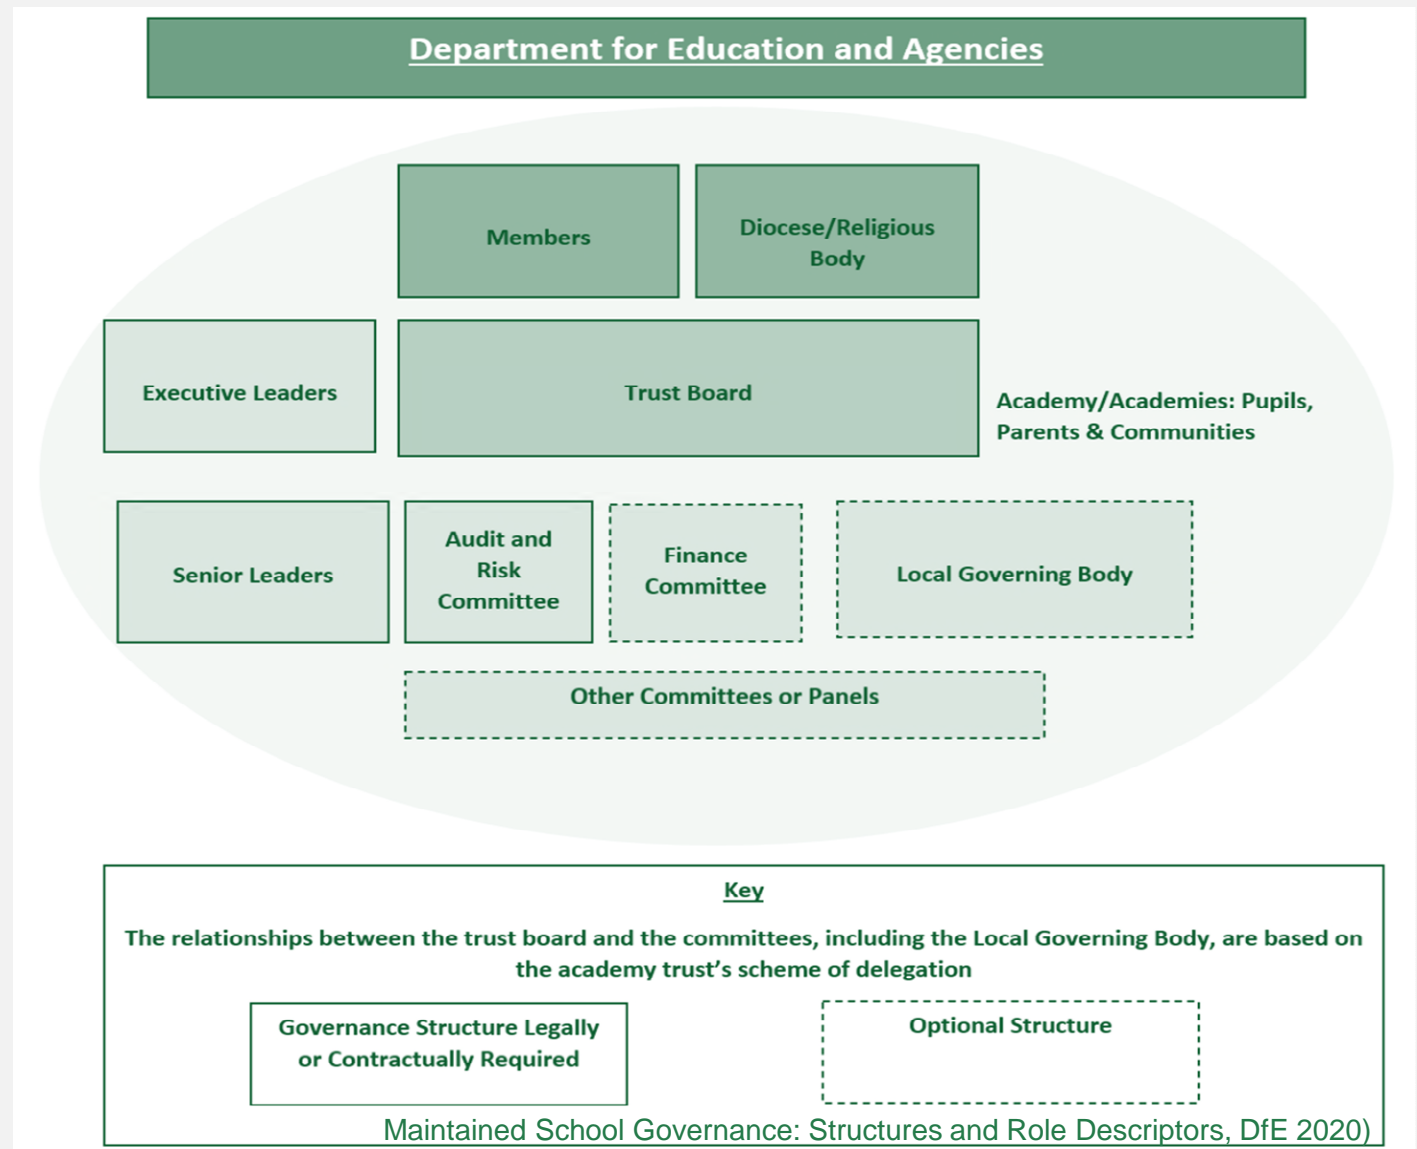 Department for Education and Agencies
Members
Diocese/Religious
Body
Executive Leaders
Trust Board
Academy/Academies: Pupils,
Parents & Communities
Senior Leaders
Audit and
Risk
Committee
Finance
Committee
Local Governing Body
Other Committees or Panels
Key
The relationships between the trust board and the committees, including the Local Governing Body, are based on
the academy trust’s scheme of delegation
Governance Structure Legally
or Contractually Required
Optional Structure
Maintained School Governance: Structures and Role Descriptors, DfE 2020)